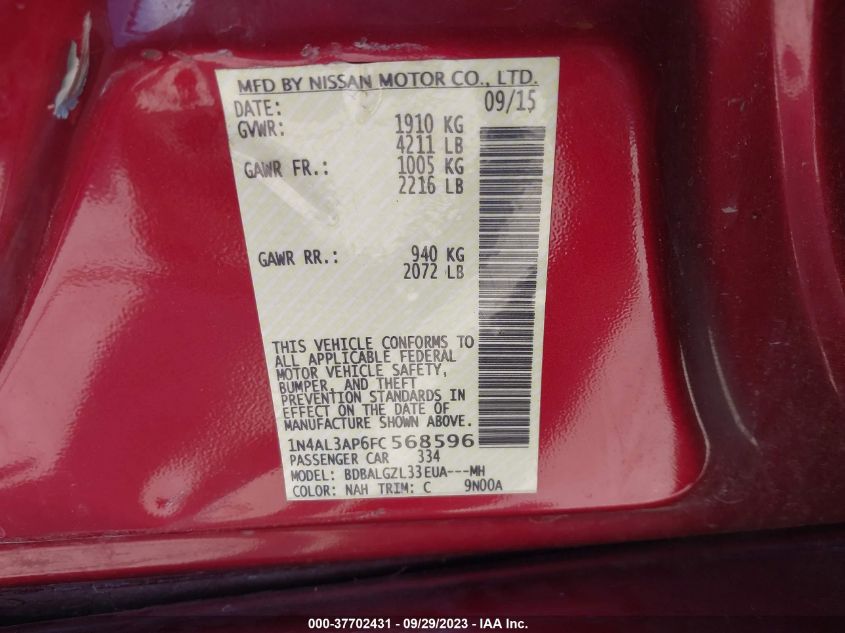 MFD BY NISSAN MOTOR CO., LTD.
DATE: 09/15
GVWR: 1910 KG
4211 LB
GAWR FR.: 1005 KG
2216 LB
GAWR RR.: 940 KG
2072 LB
THIS VEHICLE CONFORMS TO
ALL APPLICABLE FEDERAL
MOTOR VEHICLE SAFETY,
BUMPER, AND THEFT
PREVENTION STANDARDS IN
EFFECT ON THE DATE OF
MANUFACTURE SHOWN ABOVE.
1N4AL3AP6FC568596
PASSENGER CAR 334
MODEL: BDBALGZL33EUA---MH
COLOR: NAH TRIM: C 9N00A
000-37702431 - 09/29/2023 - IAA Inc.